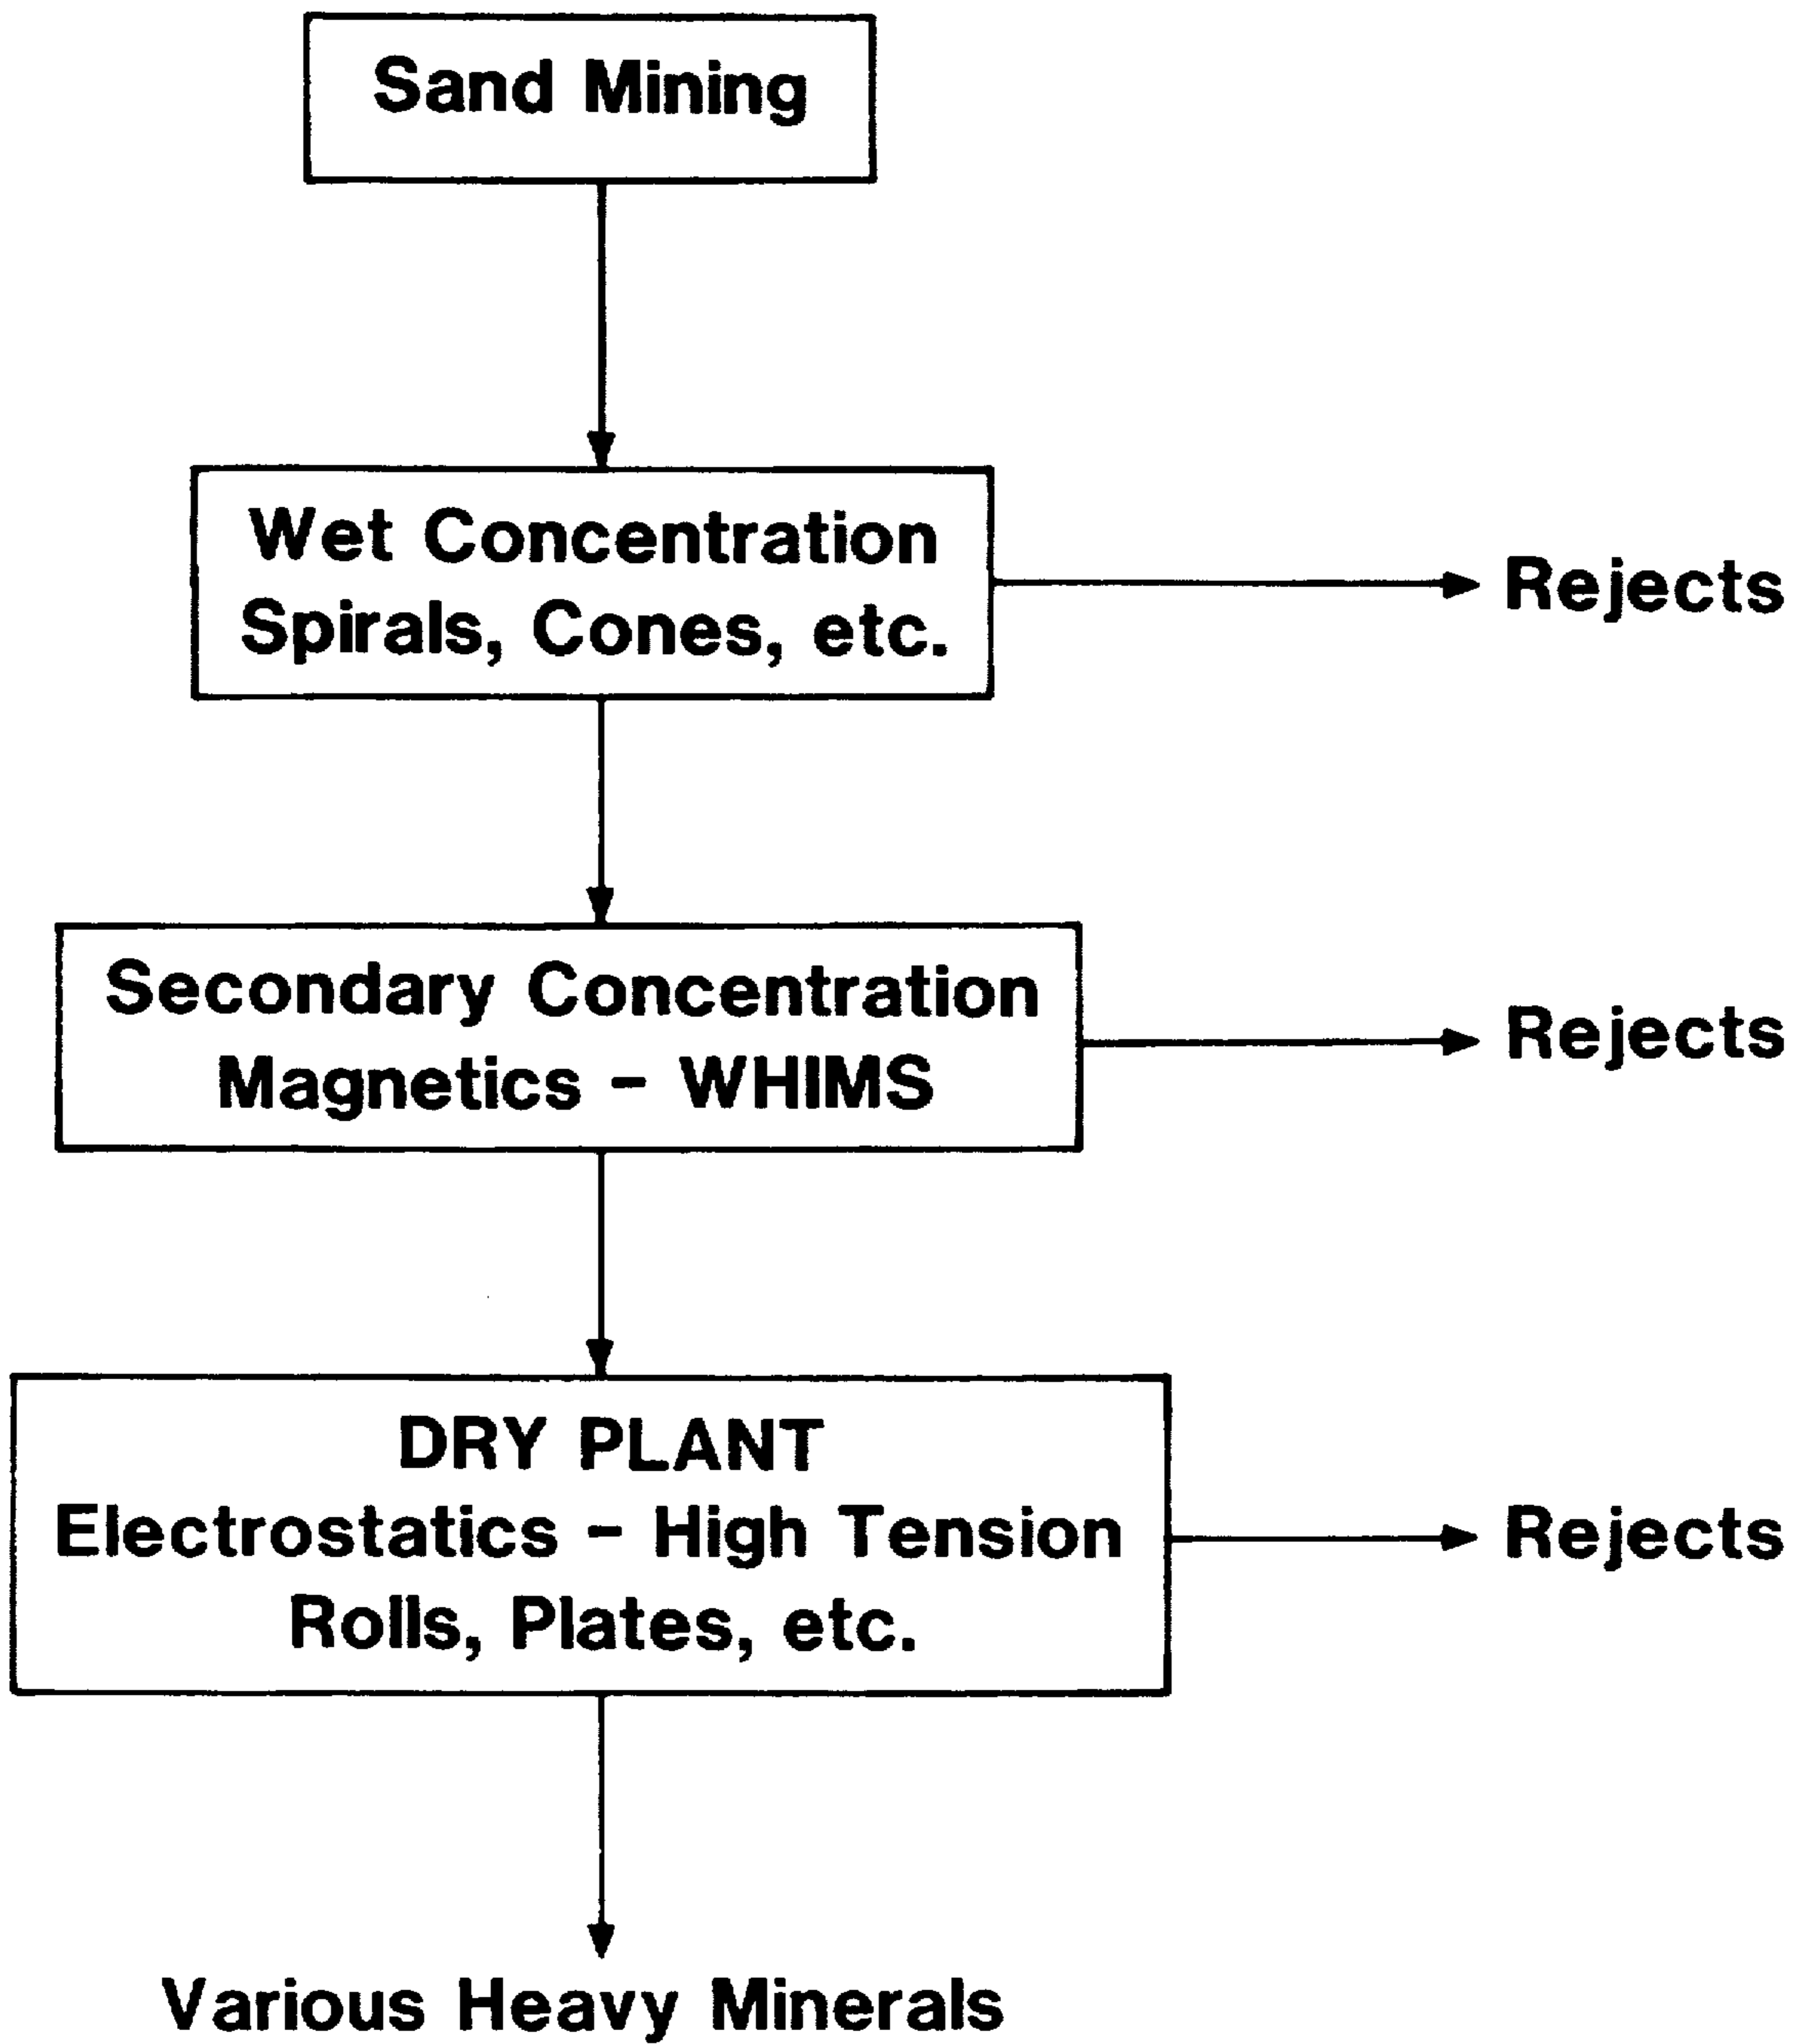 Sand Mining
Wet Concentration
Spirals, Cones, etc.
Rejects
Secondary Concentration
Magnetics - WHIMS
Rejects
DRY PLANT
Electrostatics - High Tension
Rolls, Plates, etc.
Rejects
Various Heavy Minerals